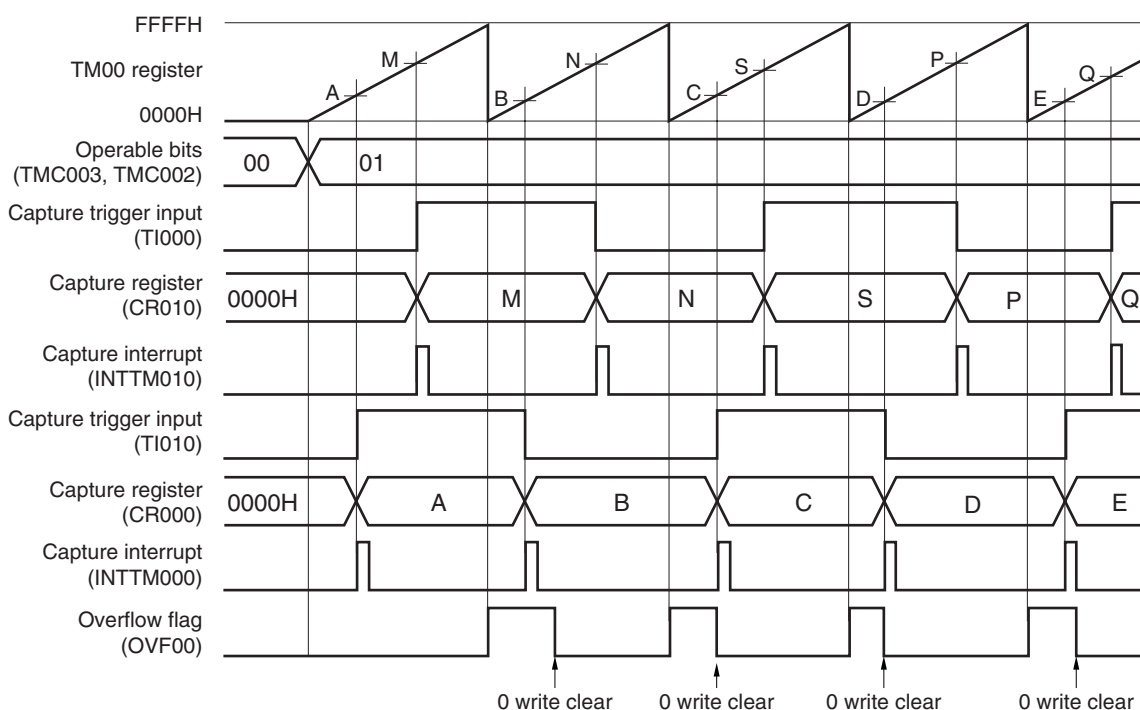 FFFFH
TM00 register
0000H
A M B N C S D P E Q
Operable bits
(TMC003, TMC002)
00 01
Capture trigger input
(TI000)
Capture register
(CR010)
0000H M N S P Q
Capture interrupt
(INTTM010)
Capture trigger input
(TI010)
Capture register
(CR000)
0000H A B C D E
Capture interrupt
(INTTM000)
Overflow flag
(OVF00)
0 write clear 0 write clear 0 write clear 0 write clear